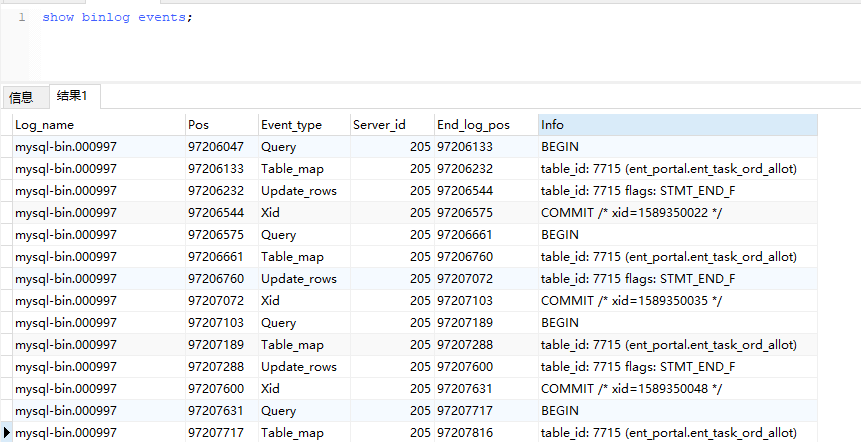 1 show binlog events;
信息 结果1
Log_name Pos Event_type Server_id End_log_pos Info
mysql-bin.000997 97206047 Query 205 97206133 BEGIN
mysql-bin.000997 97206133 Table_map 205 97206232 table_id: 7715 (ent_portal.ent_task_ord_allot)
mysql-bin.000997 97206232 Update_rows 205 97206544 table_id: 7715 flags: STMT_END_F
mysql-bin.000997 97206544 Xid 205 97206575 COMMIT /* xid=1589350022 */
mysql-bin.000997 97206575 Query 205 97206661 BEGIN
mysql-bin.000997 97206661 Table_map 205 97206760 table_id: 7715 (ent_portal.ent_task_ord_allot)
mysql-bin.000997 97206760 Update_rows 205 97207072 table_id: 7715 flags: STMT_END_F
mysql-bin.000997 97207072 Xid 205 97207103 COMMIT /* xid=1589350035 */
mysql-bin.000997 97207103 Query 205 97207189 BEGIN
mysql-bin.000997 97207189 Table_map 205 97207288 table_id: 7715 (ent_portal.ent_task_ord_allot)
mysql-bin.000997 97207288 Update_rows 205 97207600 table_id: 7715 flags: STMT_END_F
mysql-bin.000997 97207600 Xid 205 97207631 COMMIT /* xid=1589350048 */
mysql-bin.000997 97207631 Query 205 97207717 BEGIN
mysql-bin.000997 97207717 Table_map 205 97207816 table_id: 7715 (ent_portal.ent_task_ord_allot)